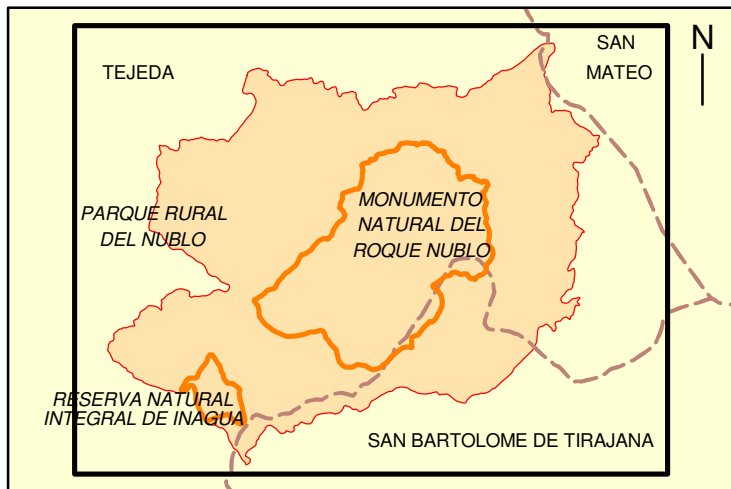 SAN
MATEO
N
TEJEDA
PARQUE RURAL
DEL NUBLO
MONUMENTO
NATURAL DEL
ROQUE NUBLO
RESERVA NATURAL
INTEGRAL DE INAGUA
SAN BARTOLOME DE TIRAJANA